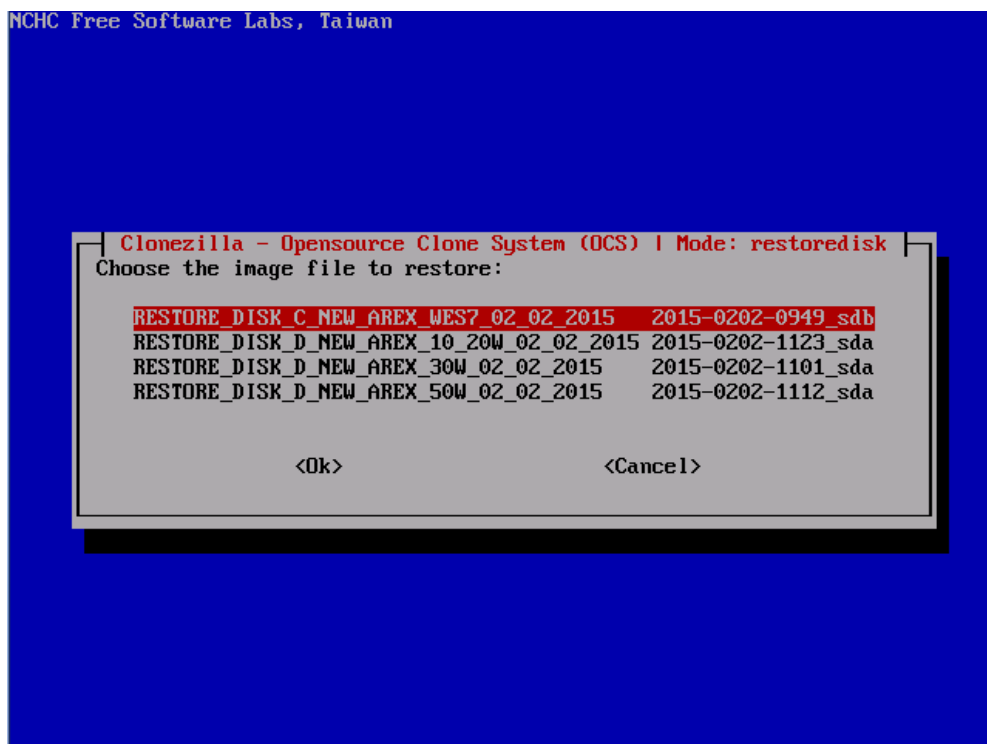 NCHC Free Software Labs, Taiwan
Clonezilla - Opensource Clone System (OCS) | Mode: restoredisk
Choose the image file to restore:
RESTORE_DISK_C_NEW_AREX_WES7_02_02_2015 2015-0202-0949_sdb
RESTORE_DISK_D_NEW_AREX_10_20W_02_02_2015 2015-0202-1123_sda
RESTORE_DISK_D_NEW_AREX_30W_02_02_2015 2015-0202-1101_sda
RESTORE_DISK_D_NEW_AREX_50W_02_02_2015 2015-0202-1112_sda
<Ok> <Cancel>